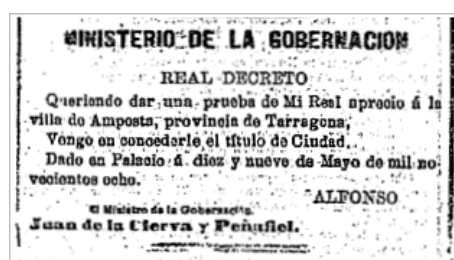 MINISTERIO DE LA GOBERNACION
REAL DECRETO
Queriendo dar una prueba de Mi Real aprecio á la
villa de Amposta, provincia de Tarragona,
Vengo en concederle el título de Ciudad.
Dado en Palacio á diez y nueve de Mayo de mil no-
vecientos ocho.
ALFONSO
El Ministro de la Gobernación,
Juan de la Cierva y Peñafiel.